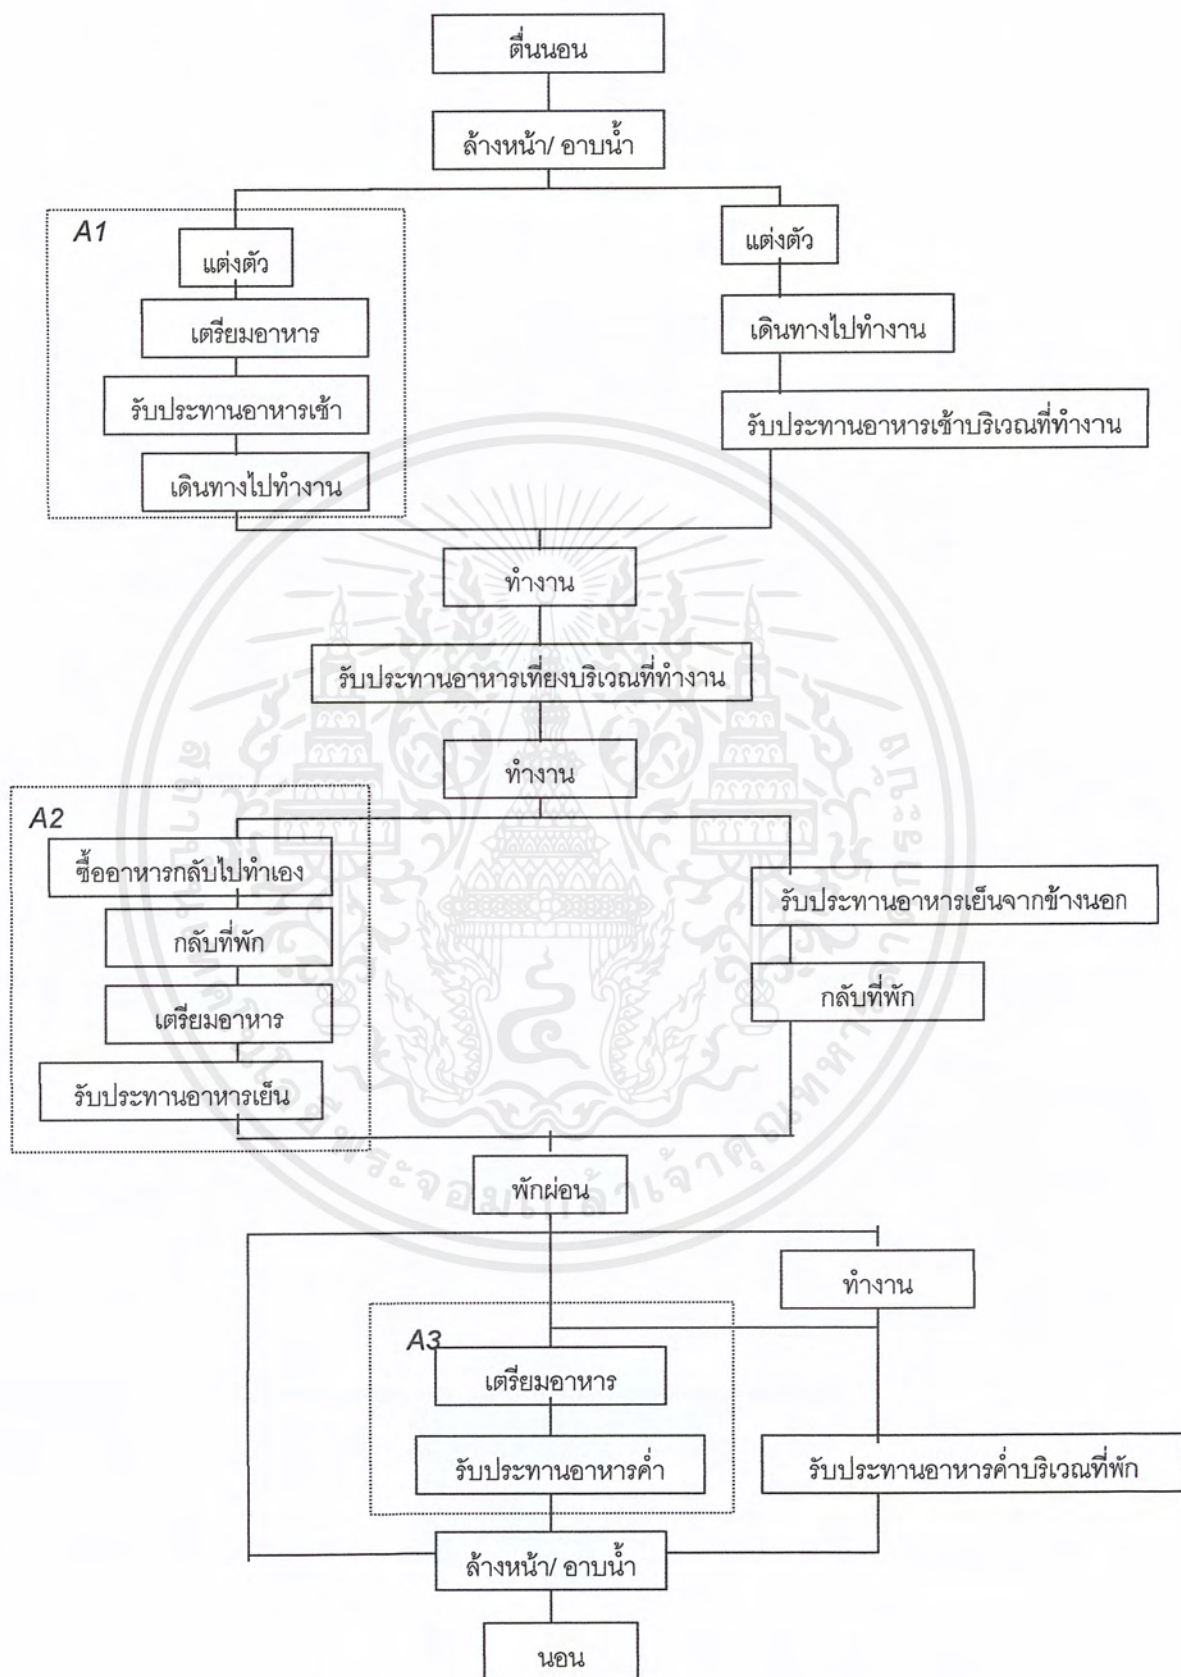 ตื่นนอน
ล้างหน้า/ อาบน้ำ
A1
แต่งตัว
เตรียมอาหาร
รับประทานอาหารเช้า
เดินทางไปทำงาน
แต่งตัว
เดินทางไปทำงาน
รับประทานอาหารเช้าบริเวณที่ทำงาน
ทำงาน
รับประทานอาหารเที่ยงบริเวณที่ทำงาน
ทำงาน
A2
ซื้ออาหารกลับไปทำเอง
กลับที่พัก
เตรียมอาหาร
รับประทานอาหารเย็น
รับประทานอาหารเย็นจากข้างนอก
กลับที่พัก
พักผ่อน
ทำงาน
A3
เตรียมอาหาร
รับประทานอาหารค่ำ
รับประทานอาหารค่ำบริเวณที่พัก
ล้างหน้า/ อาบน้ำ
นอน